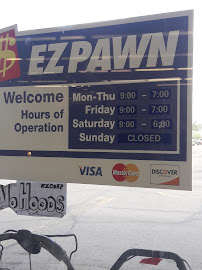 $ EZPAWN
Welcome
Hours of
Operation
Mon-Thu 9:00 - 7:00
Friday 9:00 - 7:00
Saturday 9:00 - 6:00
Sunday CLOSED
VISA MasterCard DISCOVER
No HOODS